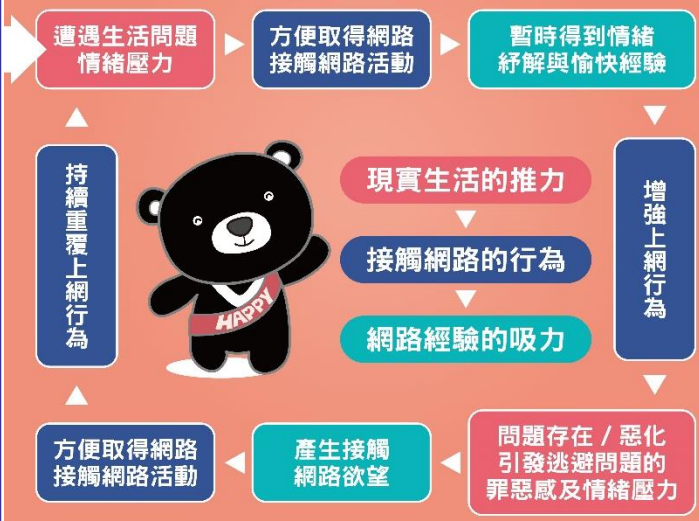 遭遇生活問題
情緒壓力
方便取得網路
接觸網路活動
暫時得到情緒
紓解與愉快經驗
增強上網行為
問題存在 / 惡化
引發逃避問題的
罪惡感及情緒壓力
產生接觸
網路欲望
方便取得網路
接觸網路活動
持續重覆上網行為
現實生活的推力
接觸網路的行為
網路經驗的吸力
HAPPY